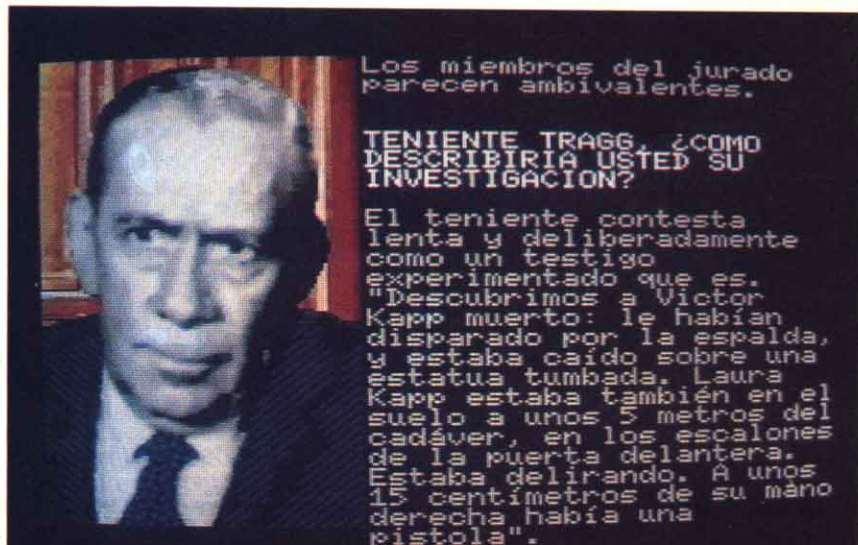 Los miembros del jurado
parecen ambivalentes.
TENIENTE TRAGG, ¿COMO
DESCRIBIRIA USTED SU
INVESTIGACION?
El teniente contesta
lenta y deliberadamente
como un testigo
experimentado que es.
"Descubrimos a Victor
Kapp muerto: le habían
disparado por la espalda,
y estaba caído sobre una
estatua tumbada. Laura
Kapp estaba también en el
suelo a unos 5 metros del
cadáver, en los escalones
de la puerta delantera.
Estaba delirando. A unos
15 centímetros de su mano
derecha había una
pistola".